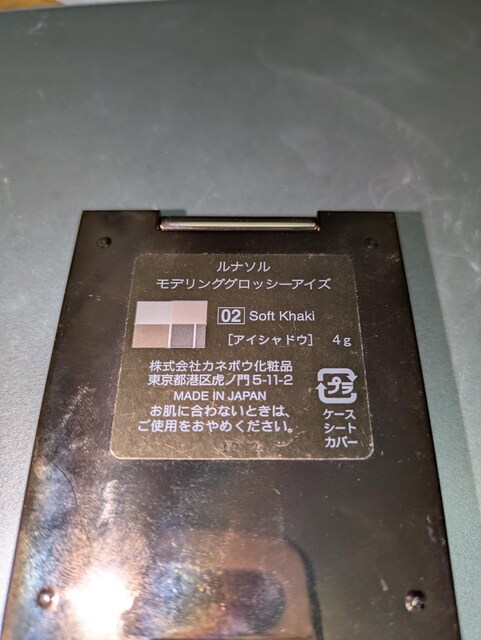 ルナソル
モデリンググロッシーアイズ
02 Soft Khaki
[アイシャドウ] 4g
株式会社カネボウ化粧品
東京都港区虎ノ門5-11-2
MADE IN JAPAN
お肌に合わないときは、
ご使用をおやめください。
プラ
ケース
シート
カバー